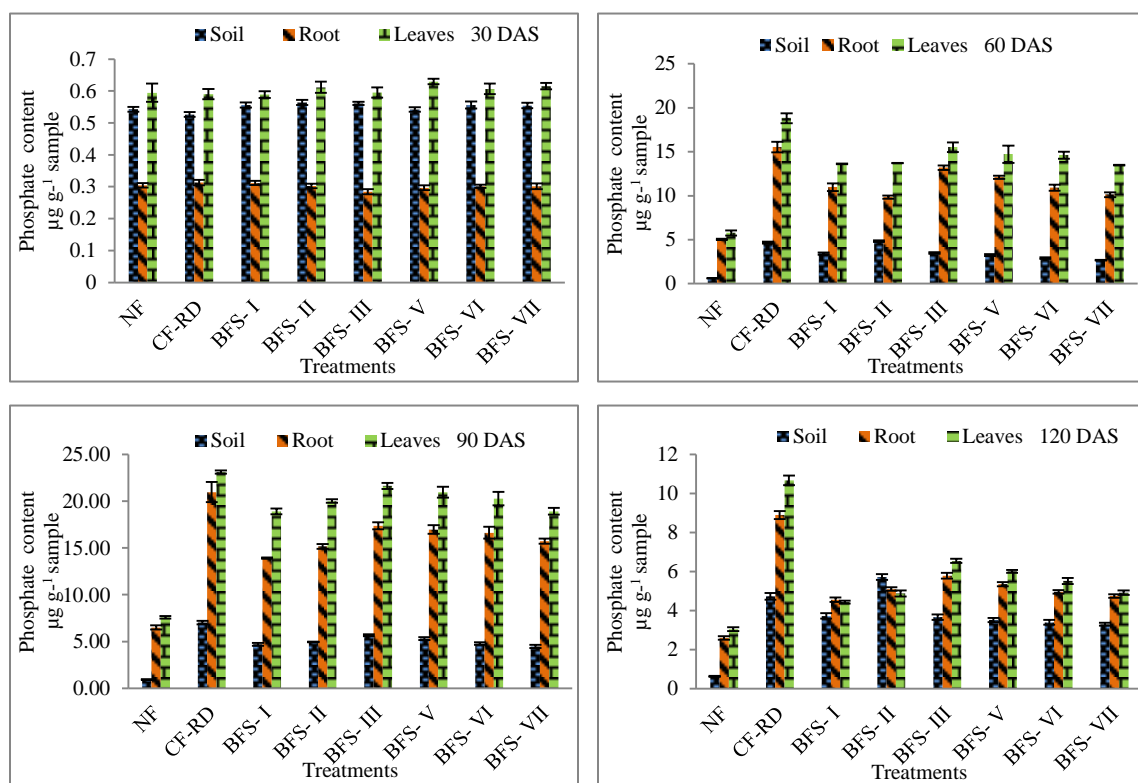 Soil Root Leaves 30 DAS
Phosphate content
µg g-1 sample
0.7
0.6
0.5
0.4
0.3
0.2
0.1
0
NF CF-RD BFS- I BFS- II BFS- III BFS- V BFS- VI BFS- VII
Treatments
Soil Root Leaves 60 DAS
Phosphate content
µg g-1 sample
25
20
15
10
5
0
NF CF-RD BFS- I BFS- II BFS- III BFS- V BFS- VI BFS- VII
Treatments
Soil Root Leaves 90 DAS
Phosphate content
µg g-1 sample
25.00
20.00
15.00
10.00
5.00
0.00
NF CF-RD BFS- I BFS- II BFS- III BFS- V BFS- VI BFS- VII
Treatments
Soil Root Leaves 120 DAS
Phosphate content
µg g-1 sample
12
10
8
6
4
2
0
NF CF-RD BFS- I BFS- II BFS- III BFS- V BFS- VI BFS- VII
Treatments